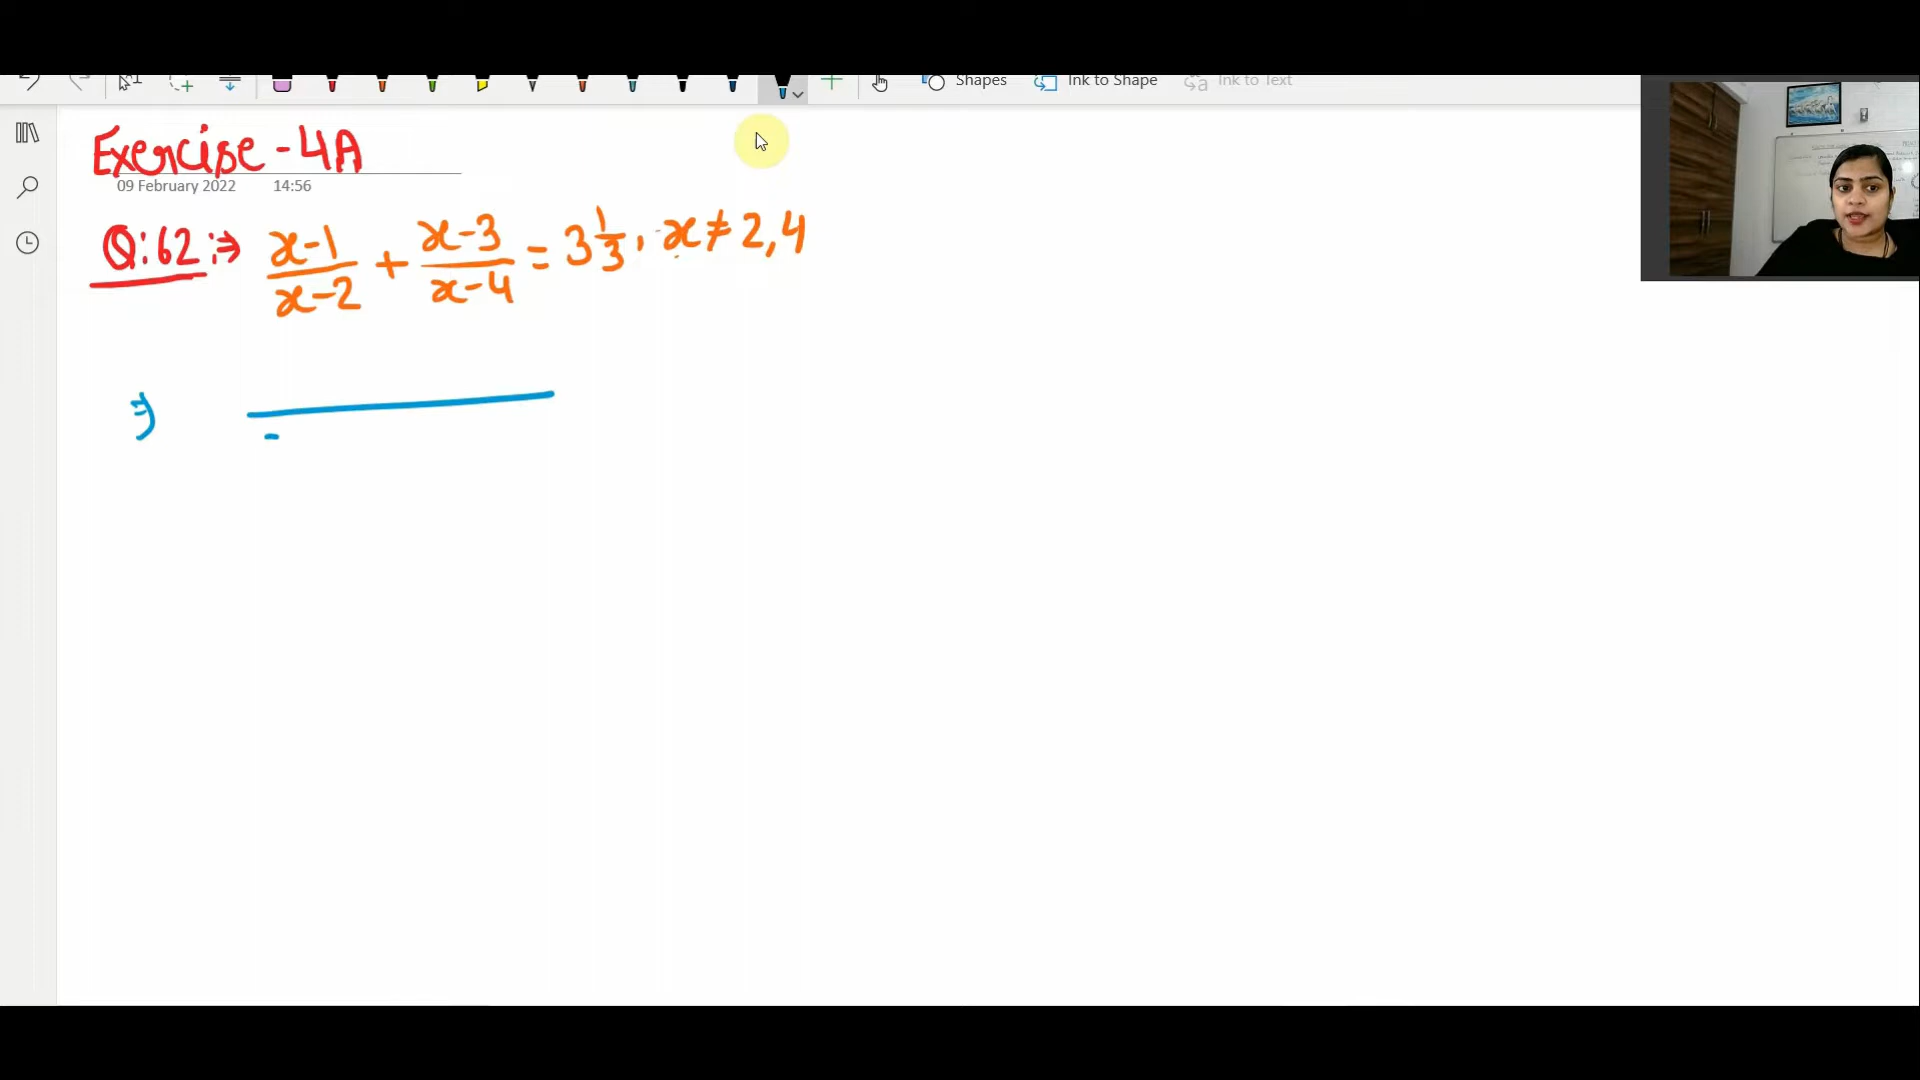 Shapes Ink to Shape Ink to Text
Exercise - 4A
09 February 2022 14:56
Q:62 :⇒ x-1/x-2 + x-3/x-4 = 3 1/3, x ≠ 2, 4
⇒